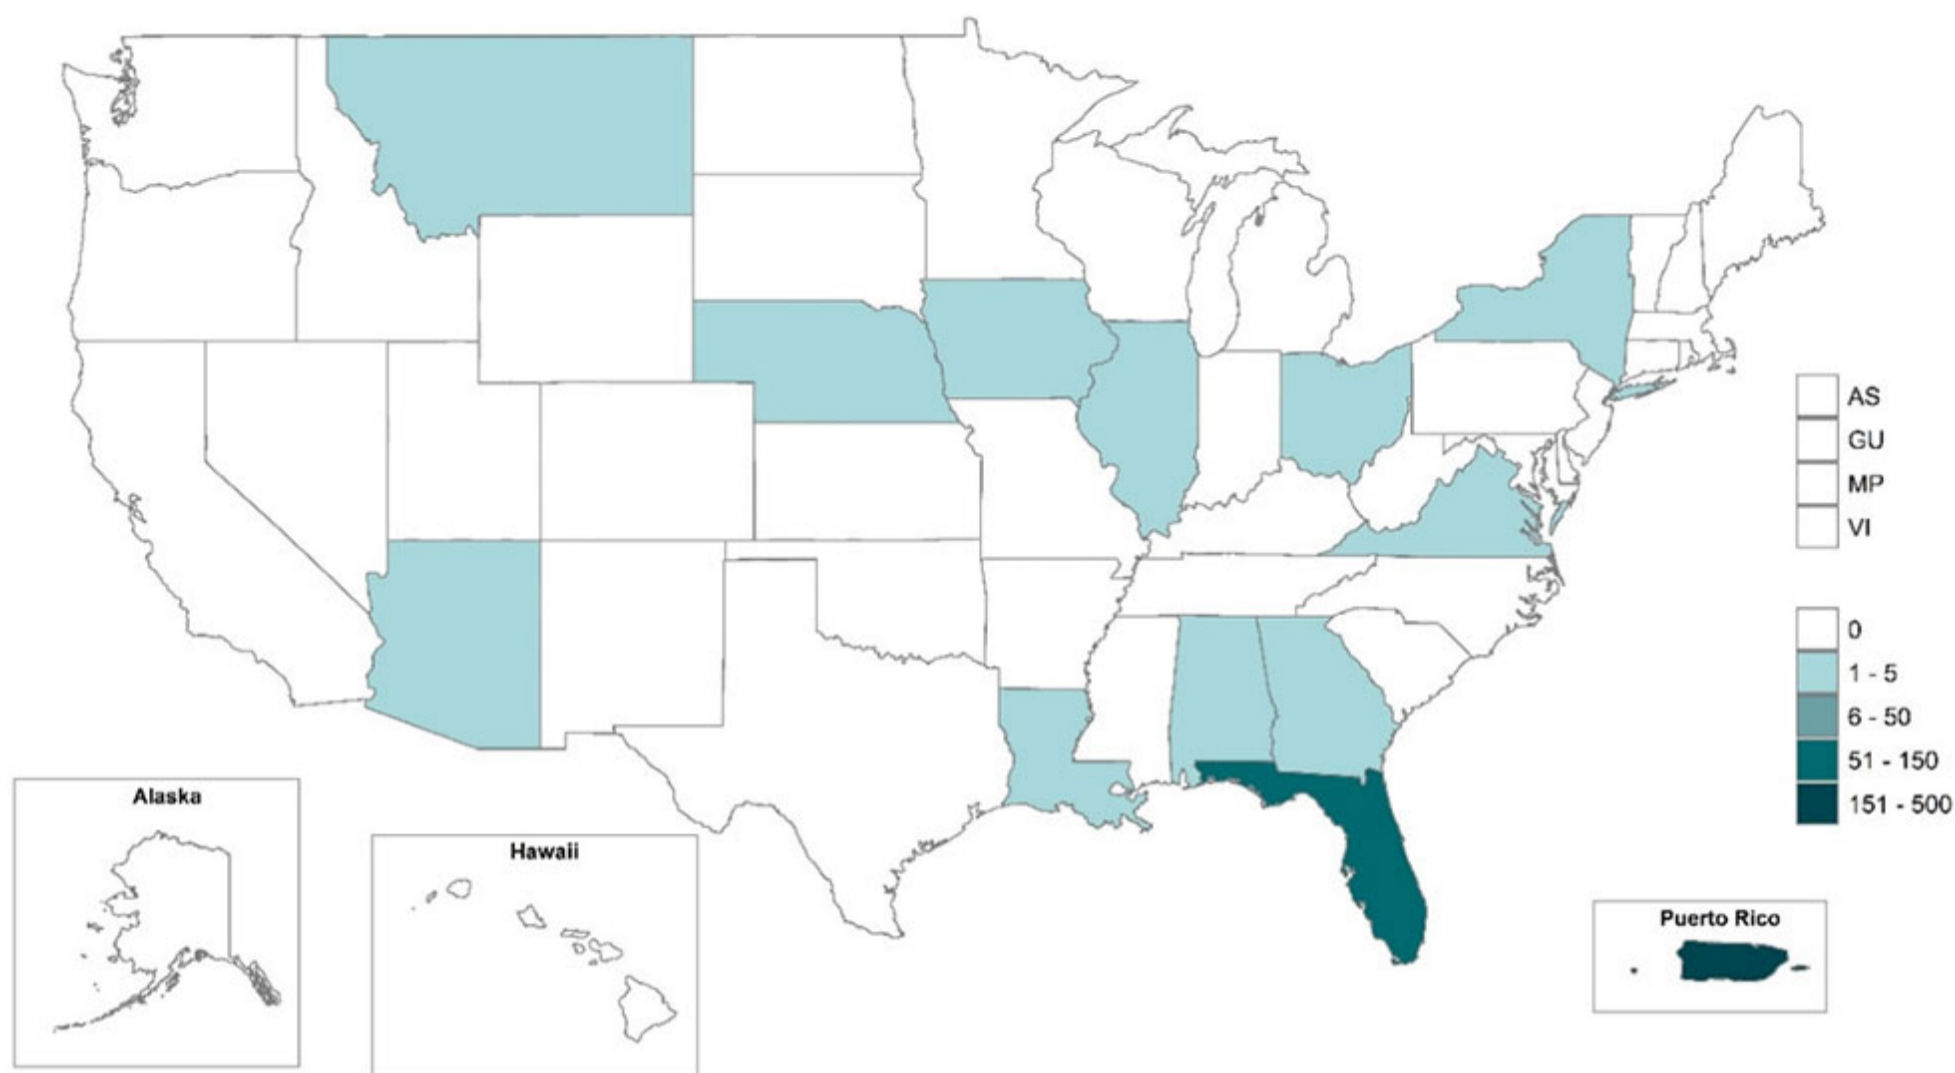 AS
GU
MP
VI
0
1 - 5
6 - 50
51 - 150
151 - 500
Alaska
Hawaii
Puerto Rico